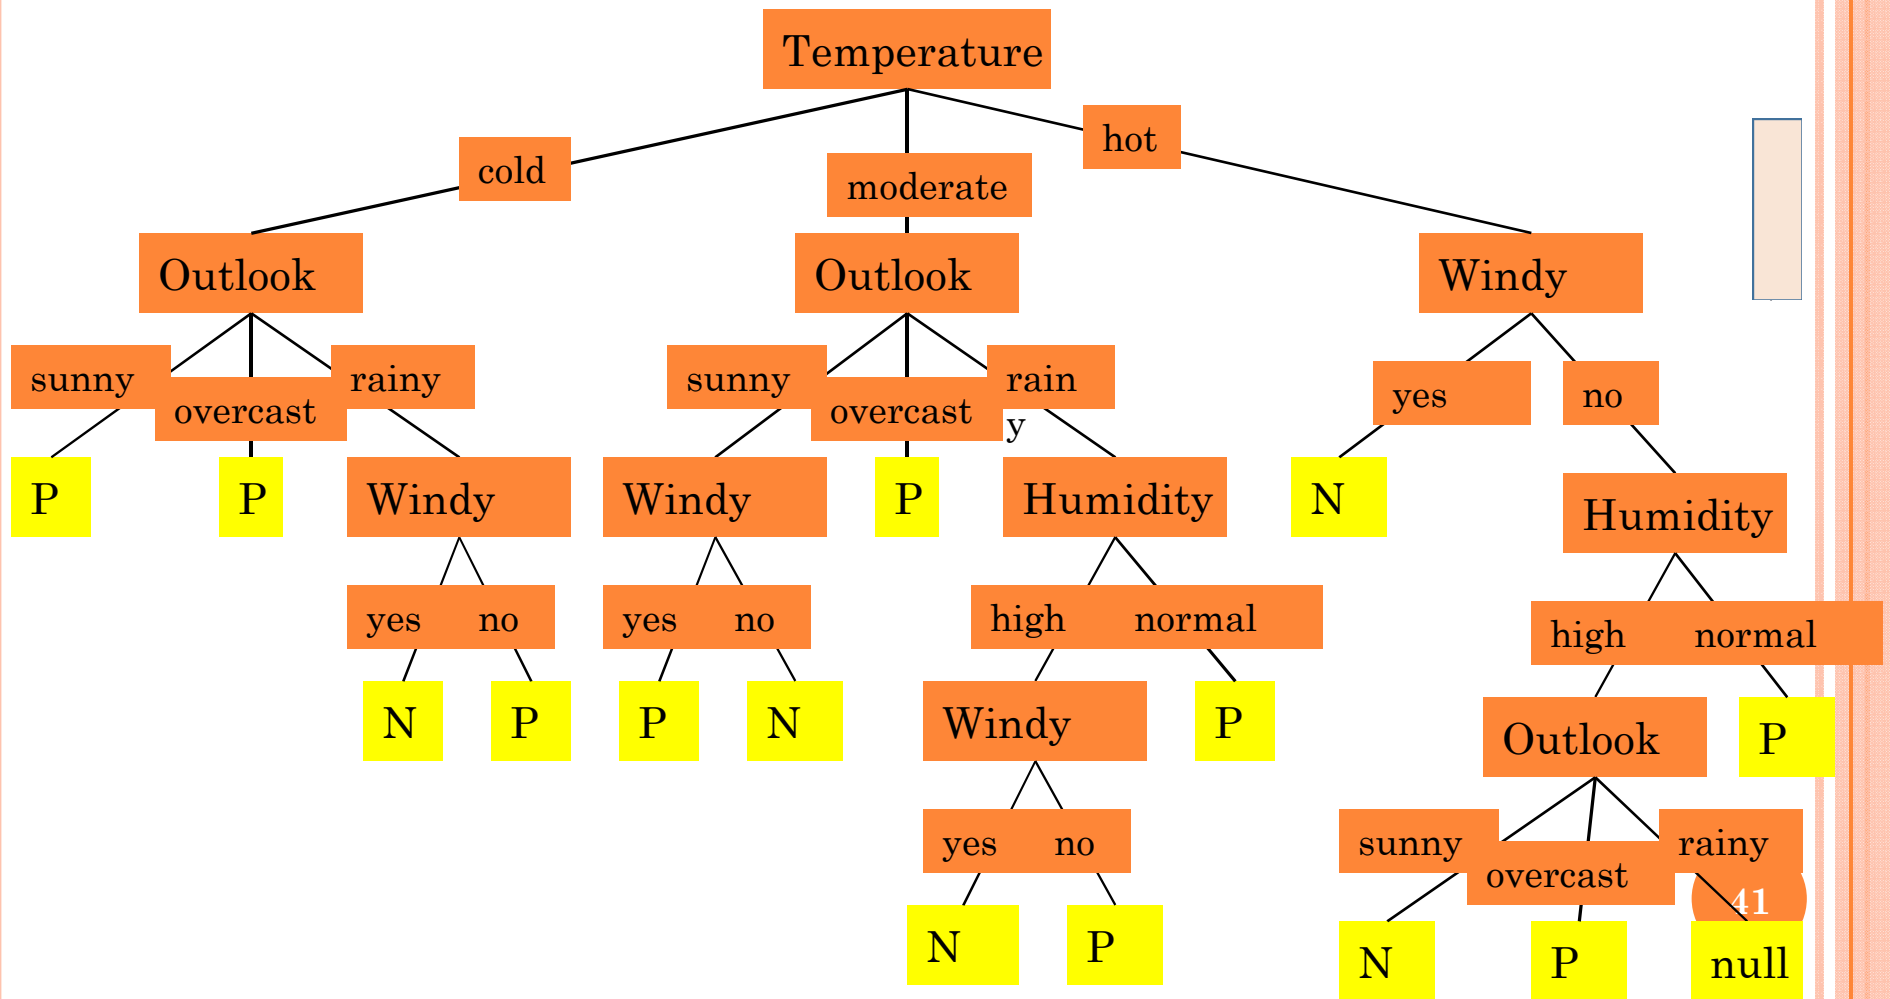 Temperature
cold
moderate
hot
Outlook
Outlook
Windy
sunny
overcast
rainy
sunny
overcast
rain
y
yes
no
P
P
Windy
Windy
P
Humidity
N
Humidity
yes no
yes no
high normal
high normal
N
P
P
N
Windy
P
Outlook
P
yes no
sunny
overcast
rainy
41
N
P
N
P
null